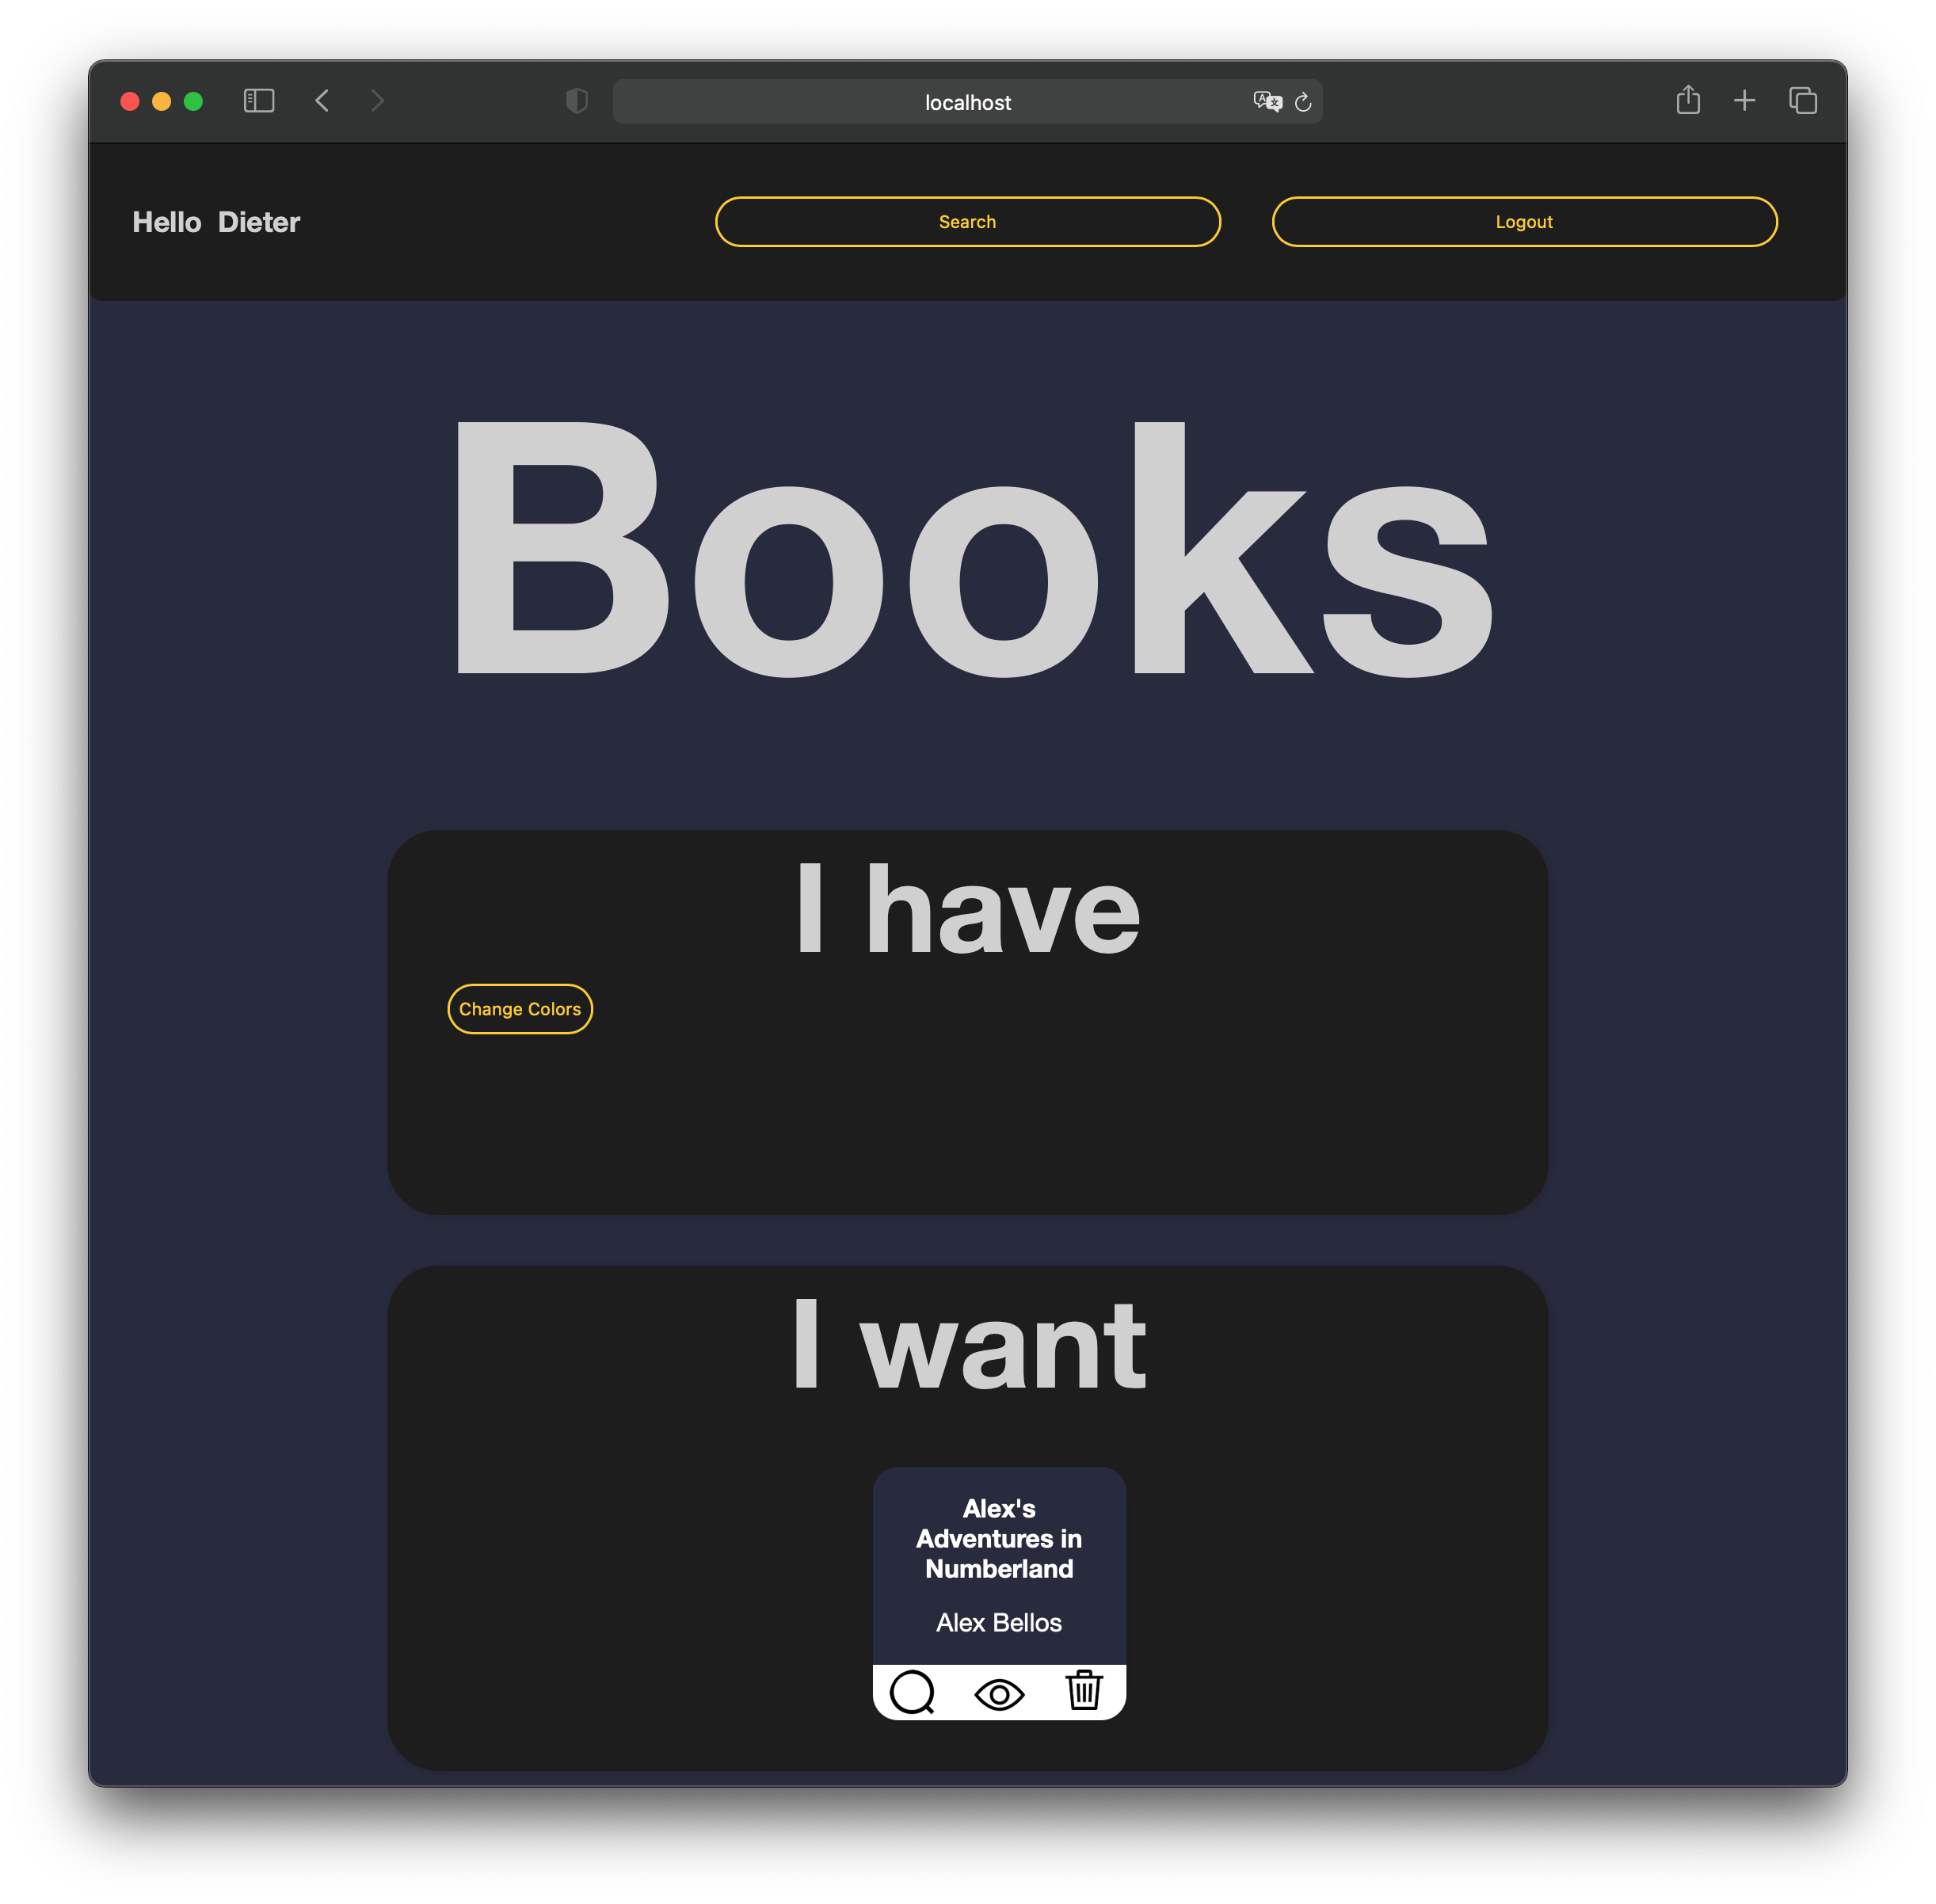 localhost
Hello Dieter
Search
Logout
Books
I have
Change Colors
I want
Alex's
Adventures in
Numberland
Alex Bellos